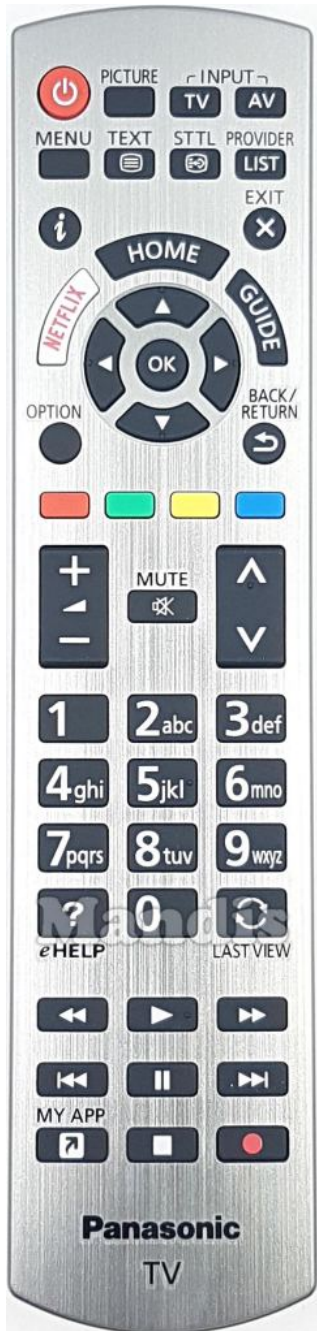 PICTURE
INPUT
TV AV
MENU TEXT STTL PROVIDER
LIST
EXIT
i
HOME
NETFLIX
GUIDE
OK
OPTION
BACK/
RETURN
MUTE
1 2abc 3def
4ghi 5jkl 6mno
7pqrs 8tuv 9wxyz
? 0
Mandis
eHELP LAST VIEW
MY APP
Panasonic
TV